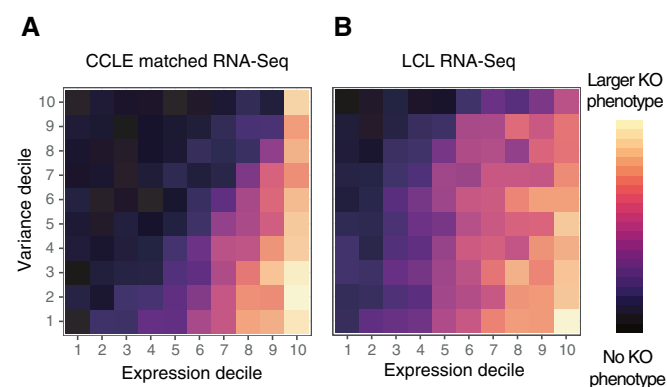 A
B
CCLE matched RNA-Seq
LCL RNA-Seq
Larger KO
phenotype
No KO
phenotype
Variance decile
10
9
8
7
6
5
4
3
2
1
1 2 3 4 5 6 7 8 9 10
1 2 3 4 5 6 7 8 9 10
Expression decile
Expression decile